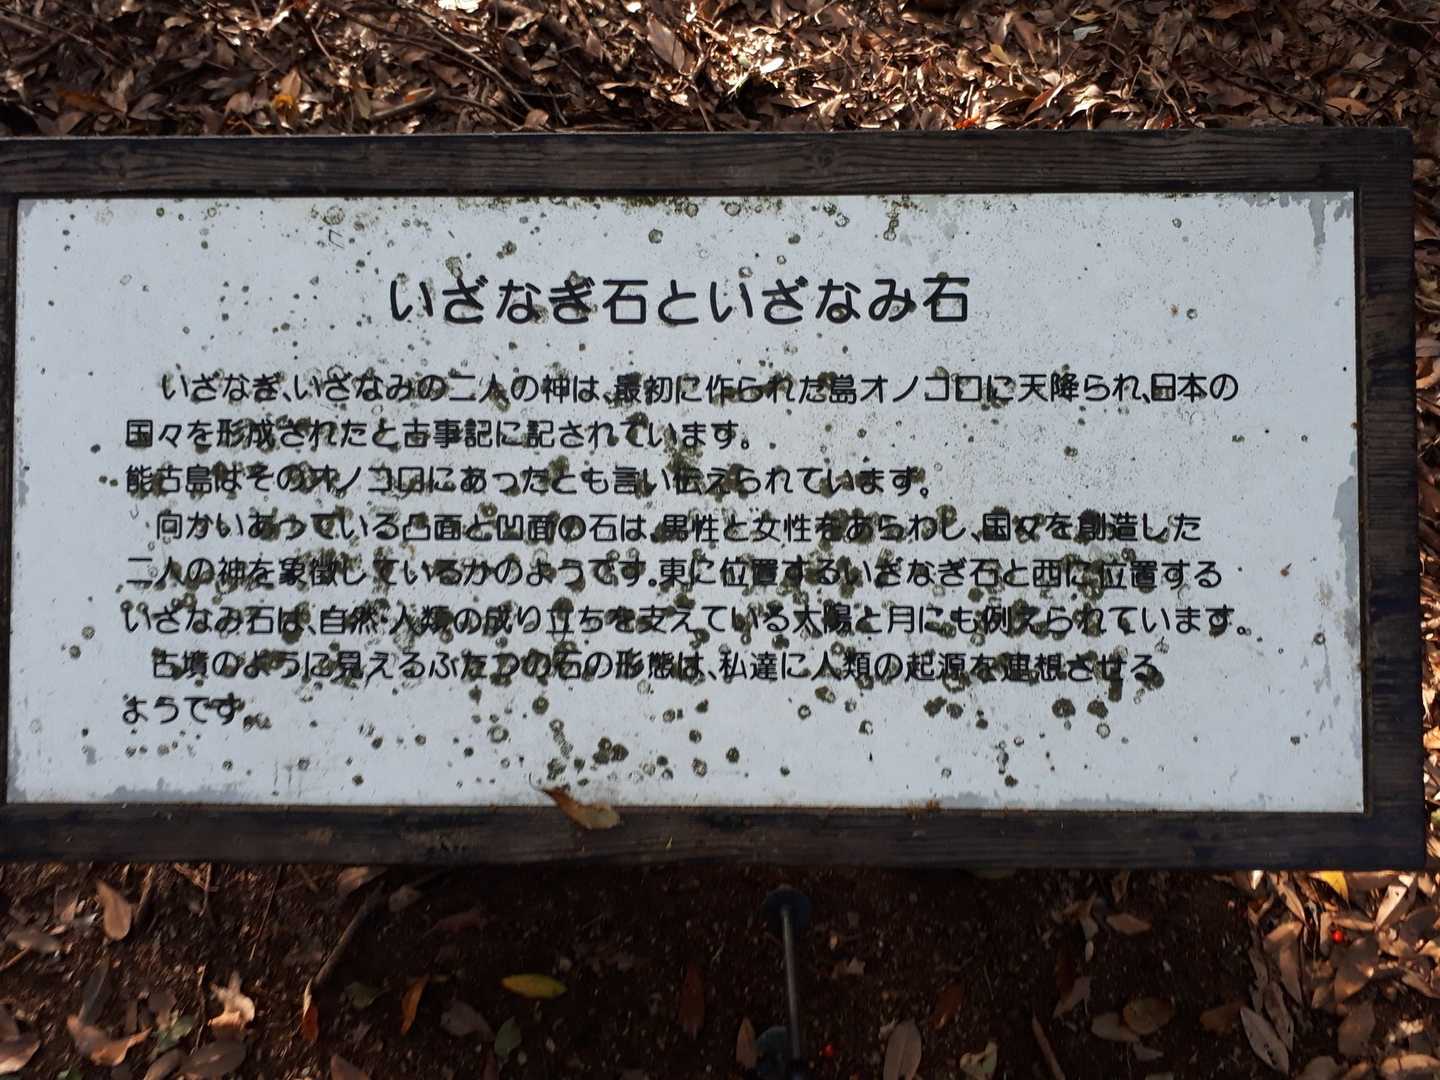 いざなぎ石といざなみ石
いざなぎ、いざなみの二人の神は、最初に作られた島オノコロに天降られ、日本の
国々を形成されたと古事記に記されています。
能古島はそのオノコロにあったとも言い伝えられています。
向かいあっている凸面と凹面の石は、男性と女性をあらわし、国々を創造した
二人の神を象徴しているかのようです。東に位置するいざなぎ石と西に位置する
いざなみ石は、自然・人類の成り立ちを支えている太陽と月にも例えられています。
古墳のように見えるふたつの石の形態は、私達に人類の起源を連想させる
ようです。